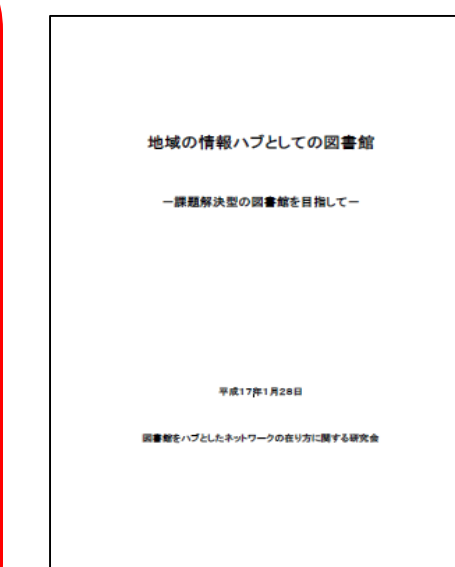 地域の情報ハブとしての図書館
－課題解決型の図書館を目指して－
平成17年1月28日
図書館をハブとしたネットワークの在り方に関する研究会